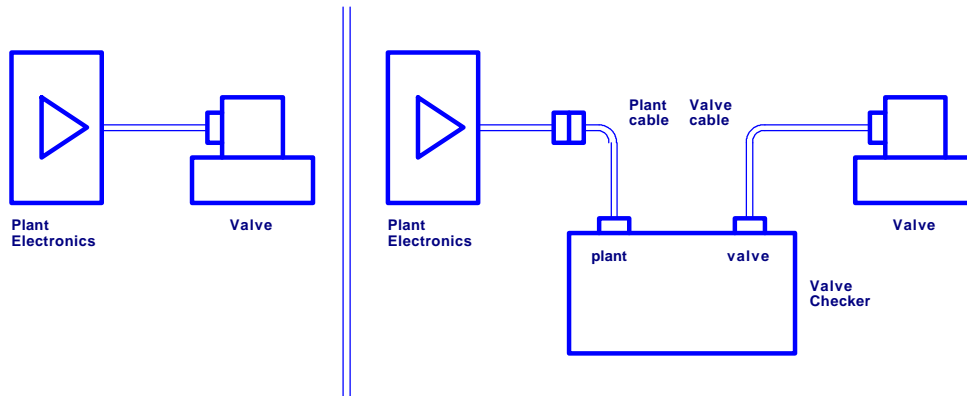 Plant
Electronics
Valve
Plant
Electronics
Plant
cable
Valve
cable
plant
valve
Valve
Valve
Checker